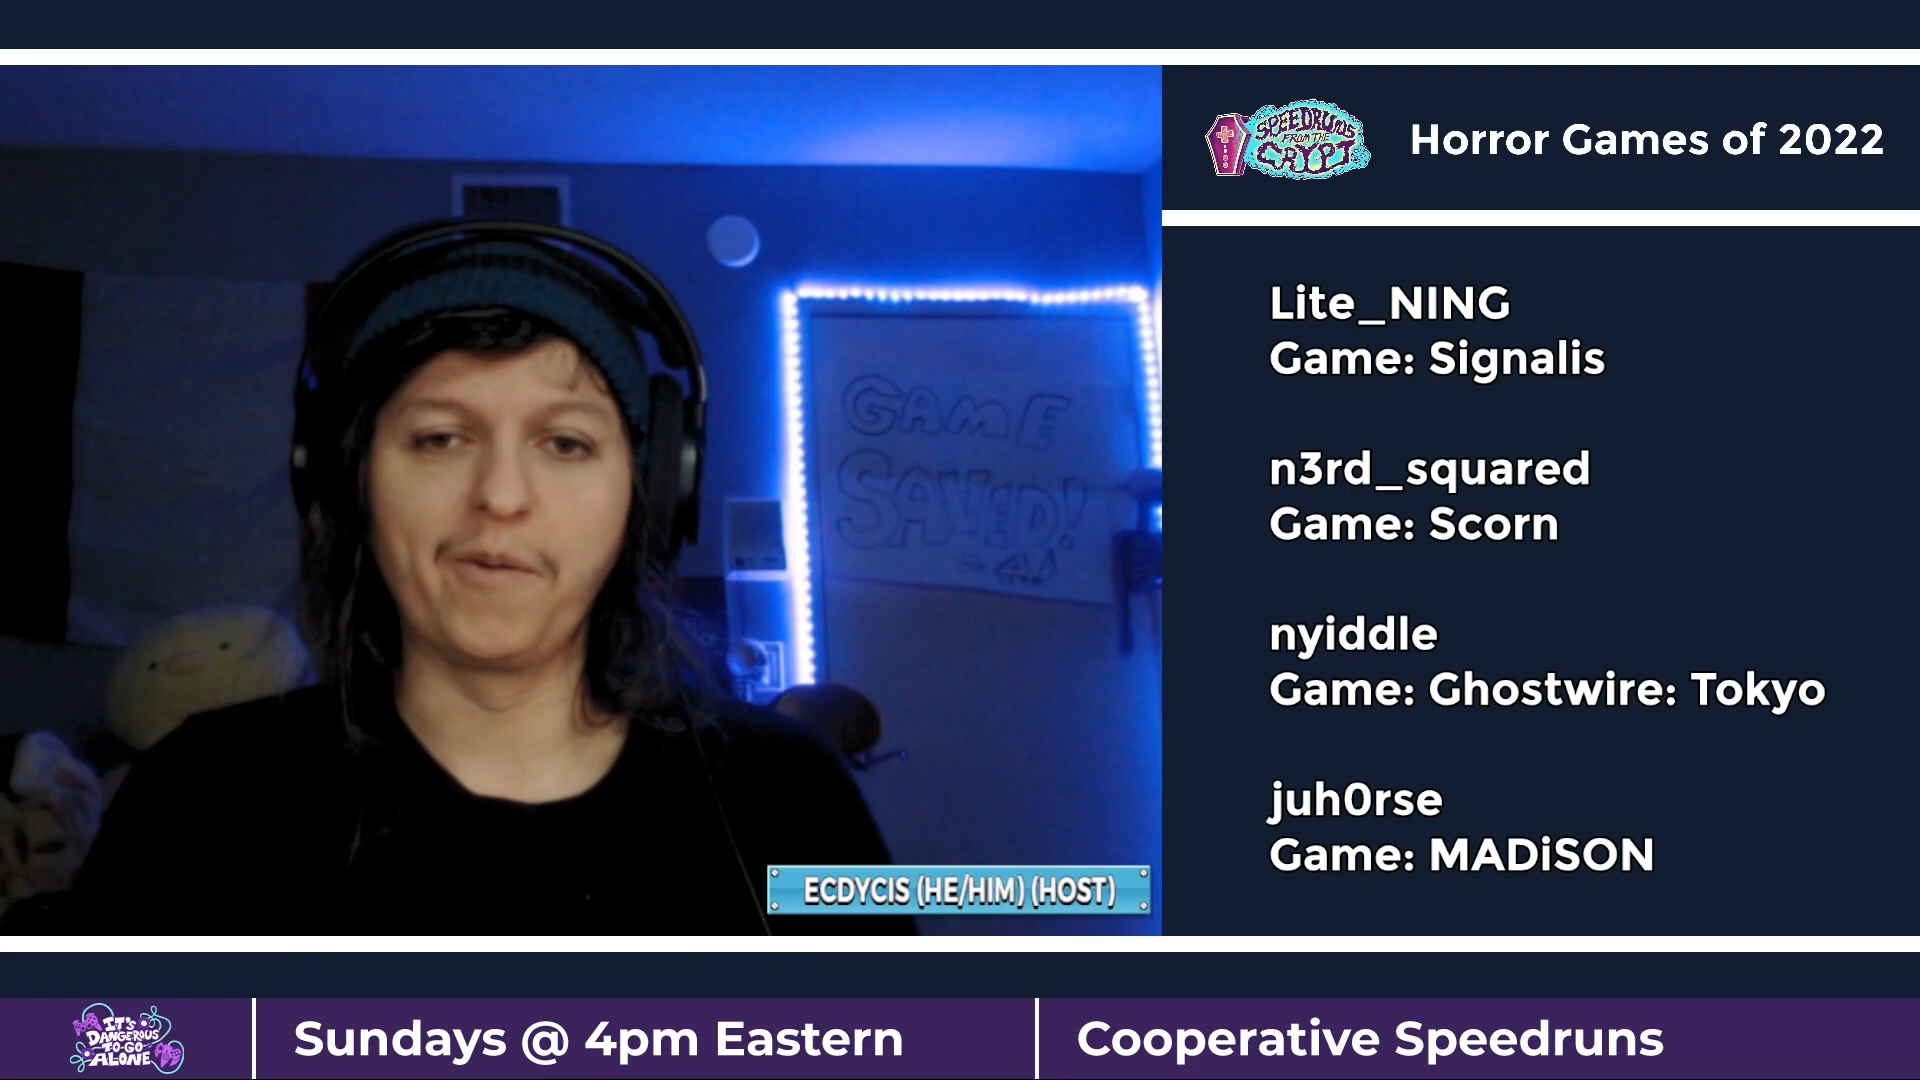 SPEEDRUNS
FROM THE
CRYPT
Horror Games of 2022
Lite_NING
Game: Signalis
n3rd_squared
Game: Scorn
nyiddle
Game: Ghostwire: Tokyo
juh0rse
Game: MADiSON
GAME
SAVED!
ECDYCIS (HE/HIM) (HOST)
IT'S
DANGEROUS
TO GO
ALONE
Sundays @ 4pm Eastern
Cooperative Speedruns